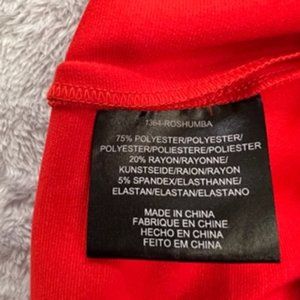 1364-ROSHUMBA
75% POLYESTER/POLYESTER/
POLYESTER/POLIESTERE/POLIESTER
20% RAYON/RAYONNE/
KUNSTSEIDE/RAION/RAYON
5% SPANDEX/ELASTHANNE/
ELASTAN/ELASTANO/ELASTAN
MADE IN CHINA
FABRIQUE EN CHINE
HECHO EN CHINA
FEITO EM CHINA